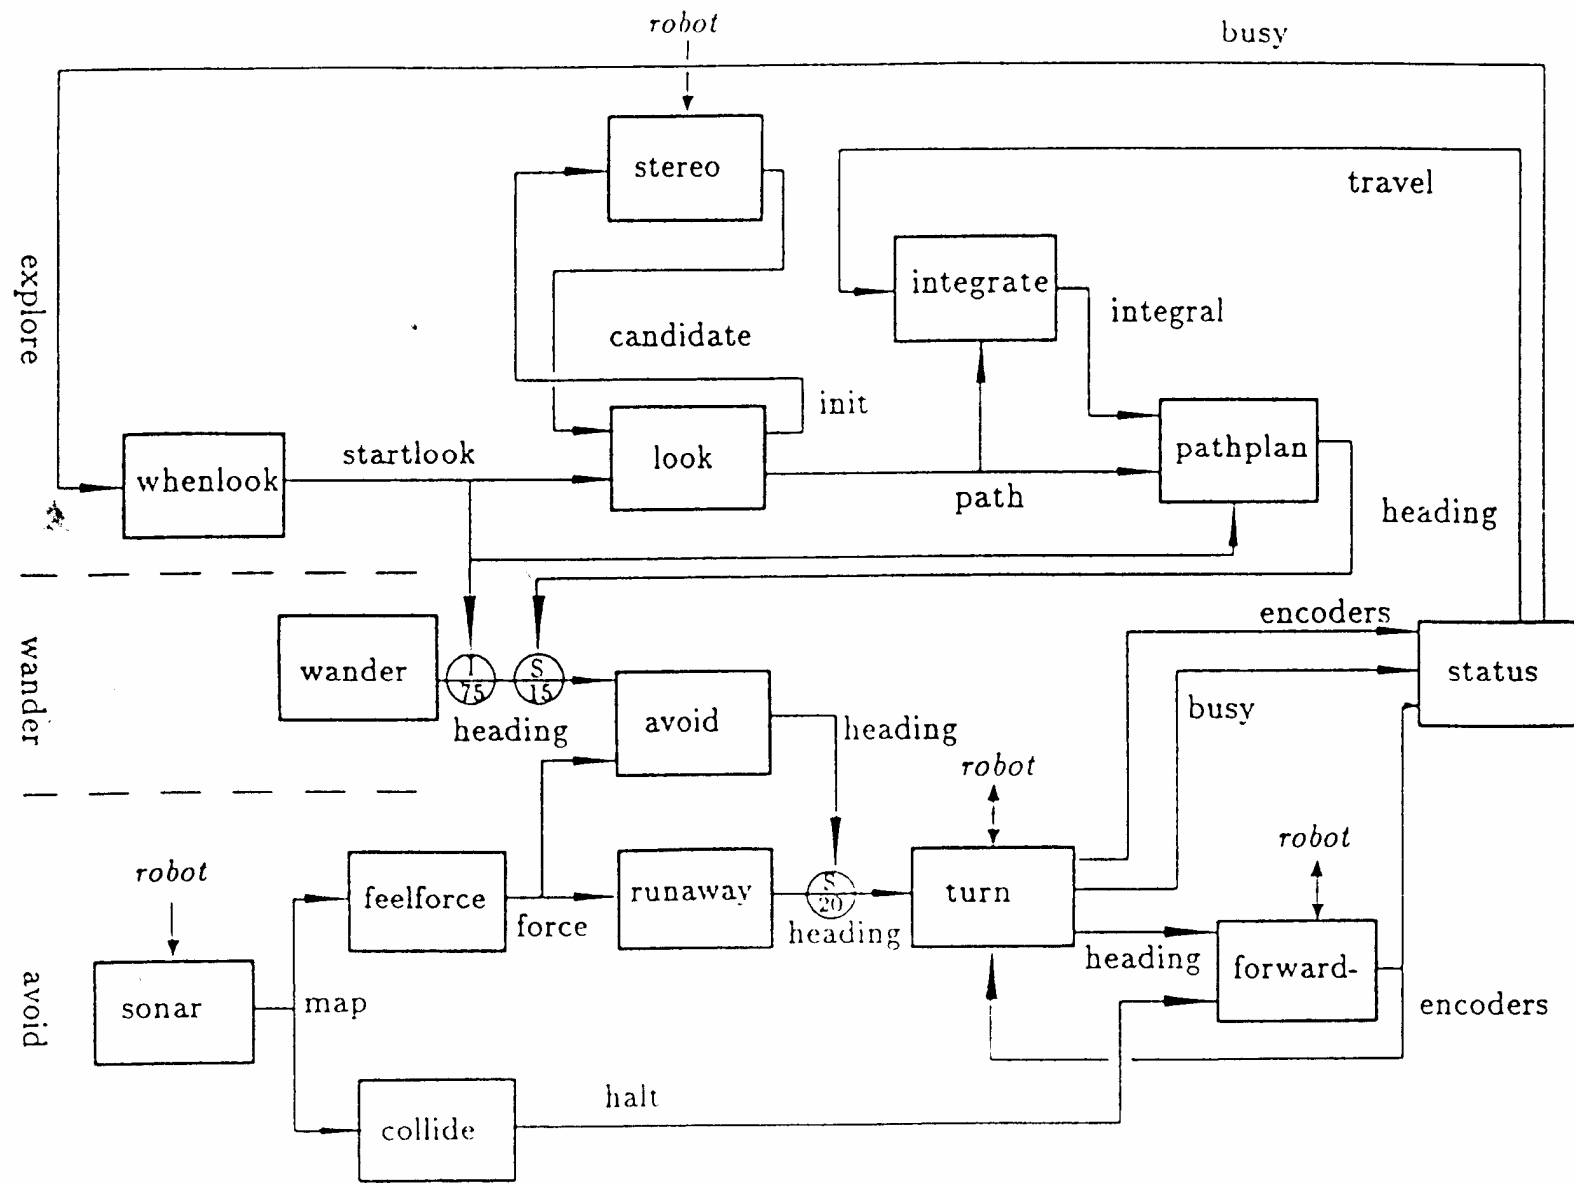 robot
busy
stereo
travel
integrate
integral
explore
candidate
init
whenlook
startlook
look
path
pathplan
heading
wander
wander
I
75
S
15
heading
avoid
heading
encoders
busy
status
robot
robot
robot
feelforce
force
runaway
S
20
heading
turn
heading
forward-
encoders
avoid
sonar
map
collide
halt